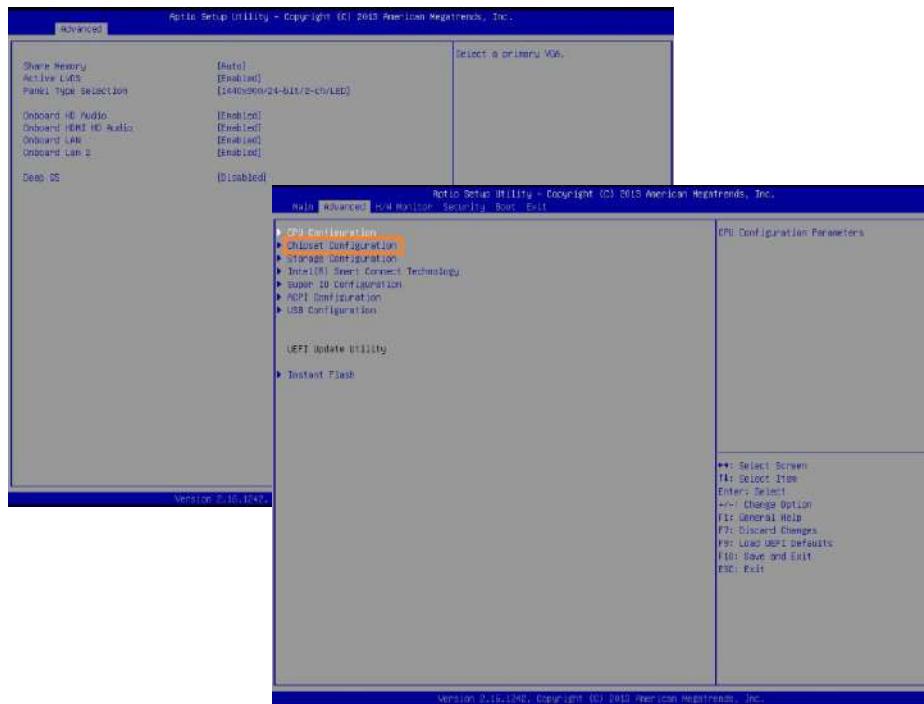 Aptio Setup Utility - Copyright (C) 2013 American Megatrends, Inc.
Advanced
Select a primary VGA.
Share Memory [Auto]
Active LVDS [Enabled]
Panel Type Selection [1440x900/24-bit/2-ch/LED]
Onboard HD Audio [Enabled]
Onboard HDMI HD Audio [Enabled]
Onboard LAN [Enabled]
Onboard Lan 2 [Enabled]
Deep S5 [Disabled]
Version 2.16.1242.
Aptio Setup Utility - Copyright (C) 2013 American Megatrends, Inc.
Main Advanced H/W Monitor Security Boot Exit
CPU Configuration
Chipset Configuration
Storage Configuration
Intel(R) Smart Connect Technology
Super IO Configuration
ACPI Configuration
USB Configuration
UEFI Update Utility
Instant Flash
CPU Configuration Parameters
→←: Select Screen
↑↓: Select Item
Enter: Select
+/-: Change Option
F1: General Help
F7: Discard Changes
F9: Load UEFI Defaults
F10: Save and Exit
ESC: Exit
Version 2.16.1242. Copyright (C) 2013 American Megatrends, Inc.